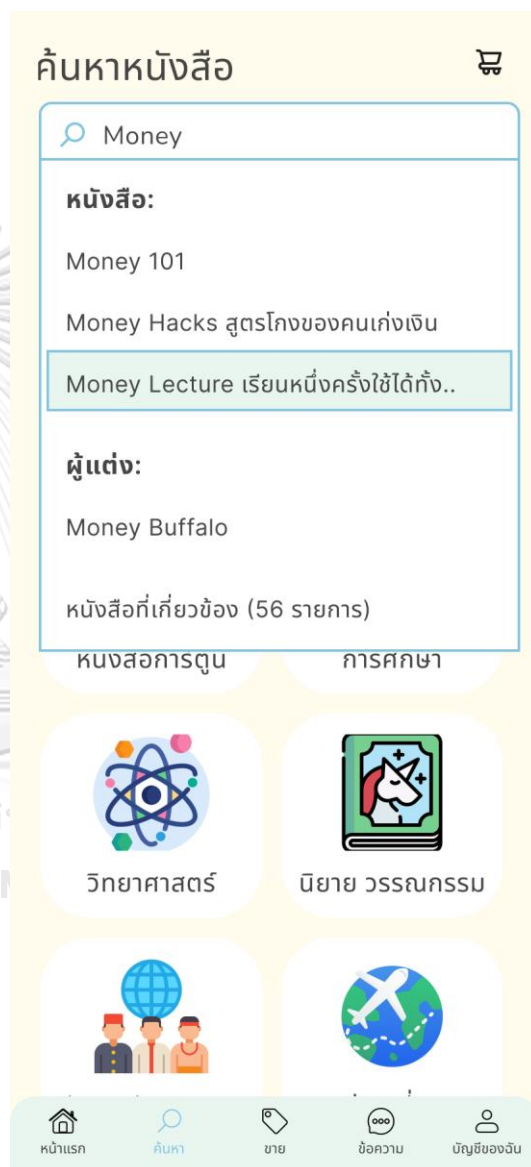 ค้นหาหนังสือ
Money
หนังสือ:
Money 101
Money Hacks สูตรโกงของคนเก่งเงิน
Money Lecture เรียนหนึ่งครั้งใช้ได้ทั้ง..
ผู้แต่ง:
Money Buffalo
หนังสือที่เกี่ยวข้อง (56 รายการ)
หนังสือการ์ตูน การศึกษา
วิทยาศาสตร์ นิยาย วรรณกรรม
หน้าแรก ค้นหา ขาย ข้อความ บัญชีของฉัน